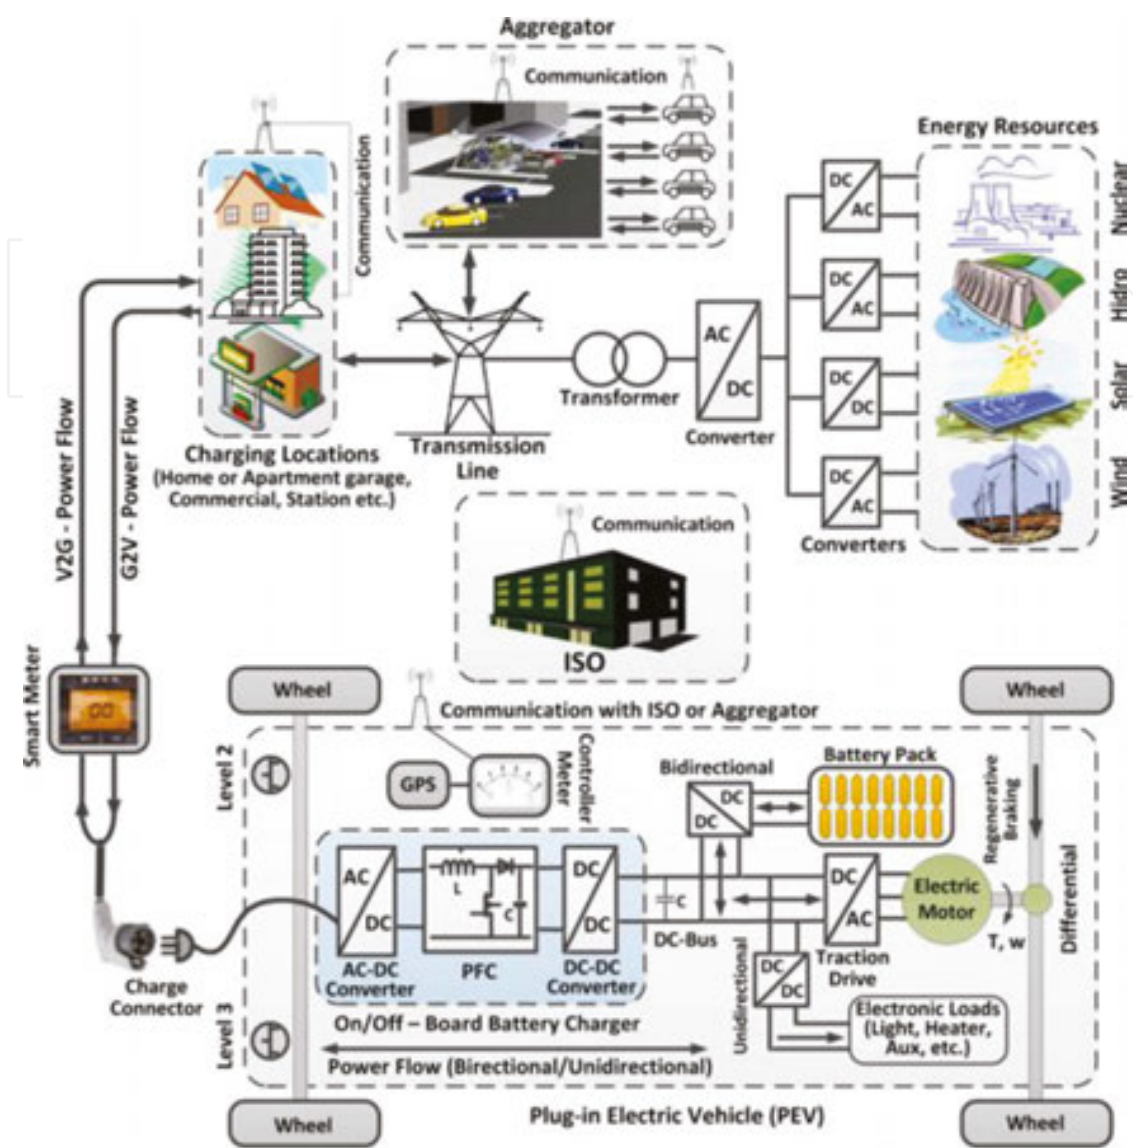 Aggregator
Communication
Communication
Energy Resources
DC
AC
Nuclear
DC
AC
Hidro
DC
DC
Solar
DC
AC
Wind
Converters
AC
DC
Converter
Transformer
Transmission
Line
Charging Locations
(Home or Apartment garage,
Commercial, Station etc.)
V2G - Power Flow
G2V - Power Flow
Communication
ISO
Smart Meter
Wheel
Wheel
Communication with ISO or Aggregator
Level 2
GPS
Controller
Meter
Bidirectional
DC
DC
Battery Pack
Regenerative
Braking
AC
DC
AC-DC
Converter
L
C
PFC
DC
DC
DC-DC
Converter
C
DC-Bus
DC
AC
Traction
Drive
Electric
Motor
T, w
Differential
Charge
Connector
Level 3
On/Off – Board Battery Charger
Power Flow (Birectional/Unidirectional)
Unidirectional
DC
DC
Electronic Loads
(Light, Heater,
Aux, etc.)
Wheel
Plug-in Electric Vehicle (PEV)
Wheel